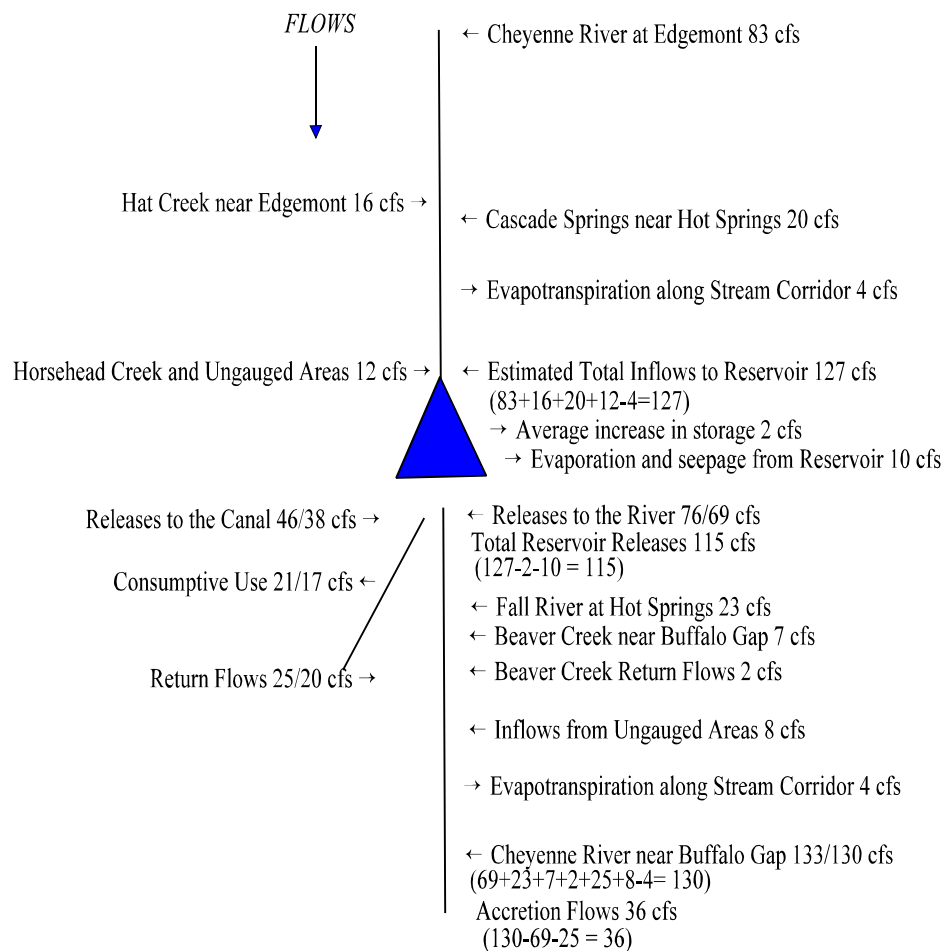 FLOWS
← Cheyenne River at Edgemont 83 cfs
Hat Creek near Edgemont 16 cfs →
← Cascade Springs near Hot Springs 20 cfs
→ Evapotranspiration along Stream Corridor 4 cfs
Horsehead Creek and Ungauged Areas 12 cfs →
← Estimated Total Inflows to Reservoir 127 cfs
(83+16+20+12-4=127)
→ Average increase in storage 2 cfs
→ Evaporation and seepage from Reservoir 10 cfs
Releases to the Canal 46/38 cfs →
← Releases to the River 76/69 cfs
Total Reservoir Releases 115 cfs
(127-2-10 = 115)
Consumptive Use 21/17 cfs ←
← Fall River at Hot Springs 23 cfs
← Beaver Creek near Buffalo Gap 7 cfs
Return Flows 25/20 cfs →
← Beaver Creek Return Flows 2 cfs
← Inflows from Ungauged Areas 8 cfs
→ Evapotranspiration along Stream Corridor 4 cfs
← Cheyenne River near Buffalo Gap 133/130 cfs
(69+23+7+2+25+8-4= 130)
Accretion Flows 36 cfs
(130-69-25 = 36)